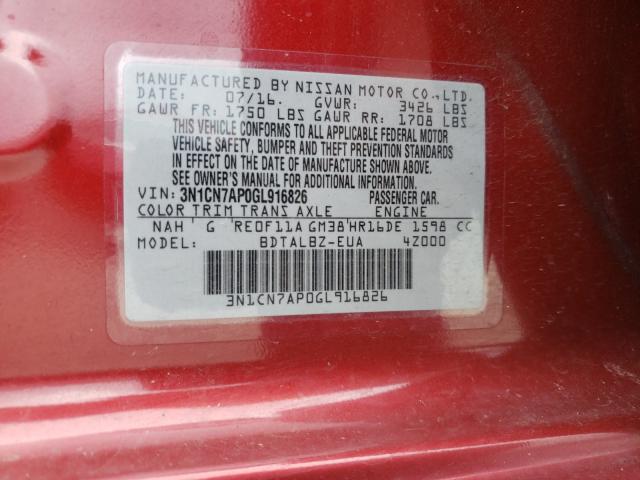 MANUFACTURED BY NISSAN MOTOR CO.,LTD.
DATE: 07/16. GVWR: 3426 LBS
GAWR FR: 1750 LBS GAWR RR: 1708 LBS
THIS VEHICLE CONFORMS TO ALL APPLICABLE FEDERAL MOTOR
VEHICLE SAFETY, BUMPER AND THEFT PREVENTION STANDARDS
IN EFFECT ON THE DATE OF MANUFACTURE SHOWN ABOVE.
SEE OWNER'S MANUAL FOR ADDITIONAL INFORMATION.
VIN: 3N1CN7AP0GL916826 PASSENGER CAR.
COLOR TRIM TRANS AXLE ENGINE
NAH G RE0F11A GM38 HR16DE 1598 CC
MODEL: BDTALBZ-EUA 4Z000
3N1CN7AP0GL916826